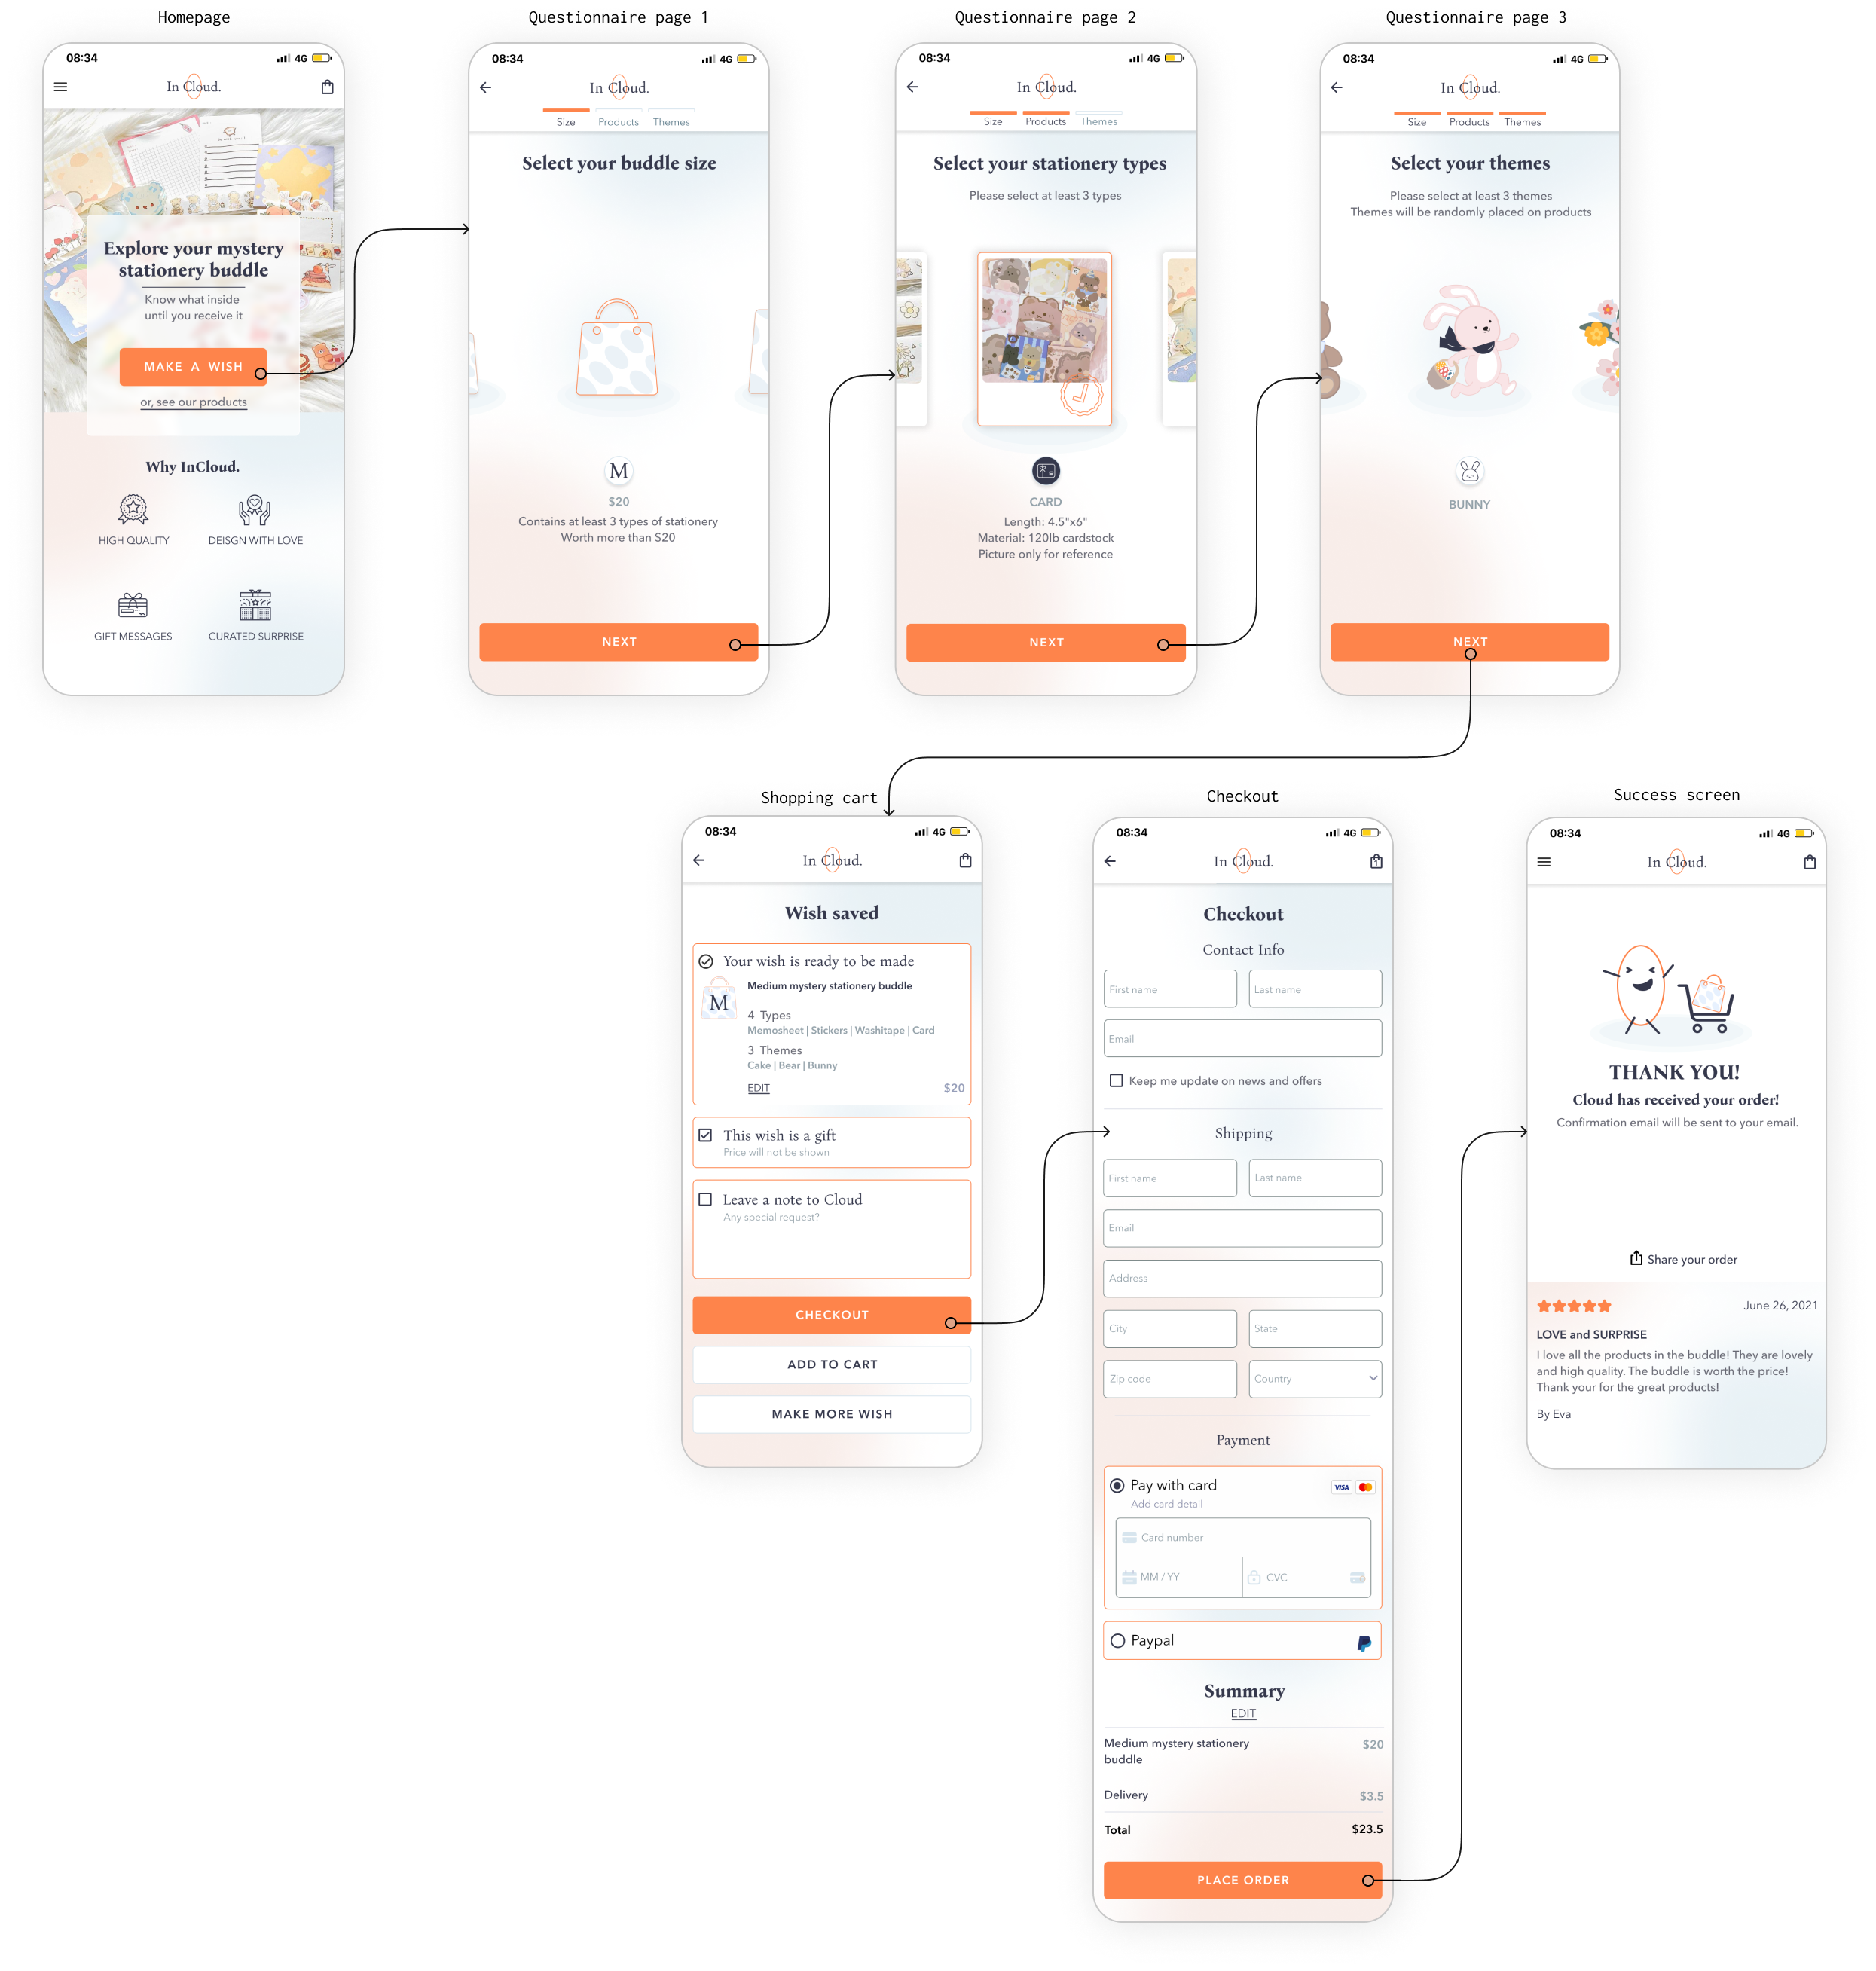 Homepage
08:34
4G
In Cloud.
Explore your mystery
stationery buddle
Know what inside
until you receive it
MAKE A WISH
or, see our products
Why InCloud.
HIGH QUALITY
DEISGN WITH LOVE
GIFT MESSAGES
CURATED SURPRISE
Questionnaire page 1
08:34
4G
In Cloud.
Size
Products
Themes
Select your buddle size
M
$20
Contains at least 3 types of stationery
Worth more than $20
NEXT
Questionnaire page 2
08:34
4G
In Cloud.
Size
Products
Themes
Select your stationery types
Please select at least 3 types
CARD
Length: 4.5"x6"
Material: 120lb cardstock
Picture only for reference
NEXT
Questionnaire page 3
08:34
4G
In Cloud.
Size
Products
Themes
Select your themes
Please select at least 3 themes
Themes will be randomly placed on products
BUNNY
NEXT
Shopping cart
08:34
4G
In Cloud.
Wish saved
Your wish is ready to be made
M
Medium mystery stationery buddle
4 Types
Memosheet | Stickers | Washitape | Card
3 Themes
Cake | Bear | Bunny
EDIT
$20
This wish is a gift
Price will not be shown
Leave a note to Cloud
Any special request?
CHECKOUT
ADD TO CART
MAKE MORE WISH
Checkout
08:34
4G
In Cloud.
1
Checkout
Contact Info
First name
Last name
Email
Keep me update on news and offers
Shipping
First name
Last name
Email
Address
City
State
Zip code
Country
Payment
Pay with card
VISA
Add card detail
Card number
MM / YY
CVC
Paypal
Summary
EDIT
Medium mystery stationery
buddle
$20
Delivery
$3.5
Total
$23.5
PLACE ORDER
Success screen
08:34
4G
In Cloud.
THANK YOU!
Cloud has received your order!
Confirmation email will be sent to your email.
Share your order
June 26, 2021
LOVE and SURPRISE
I love all the products in the buddle! They are lovely
and high quality. The buddle is worth the price!
Thank your for the great products!
By Eva